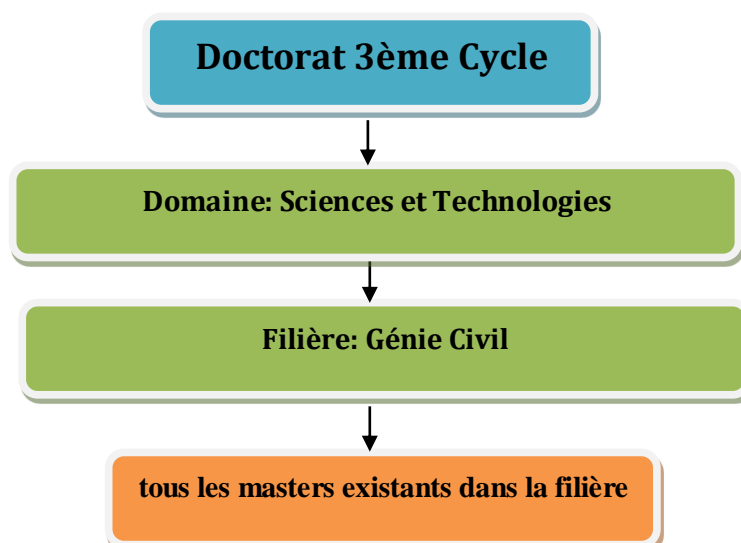 Doctorat 3ème Cycle
Domaine: Sciences et Technologies
Filière: Génie Civil
tous les masters existants dans la filière